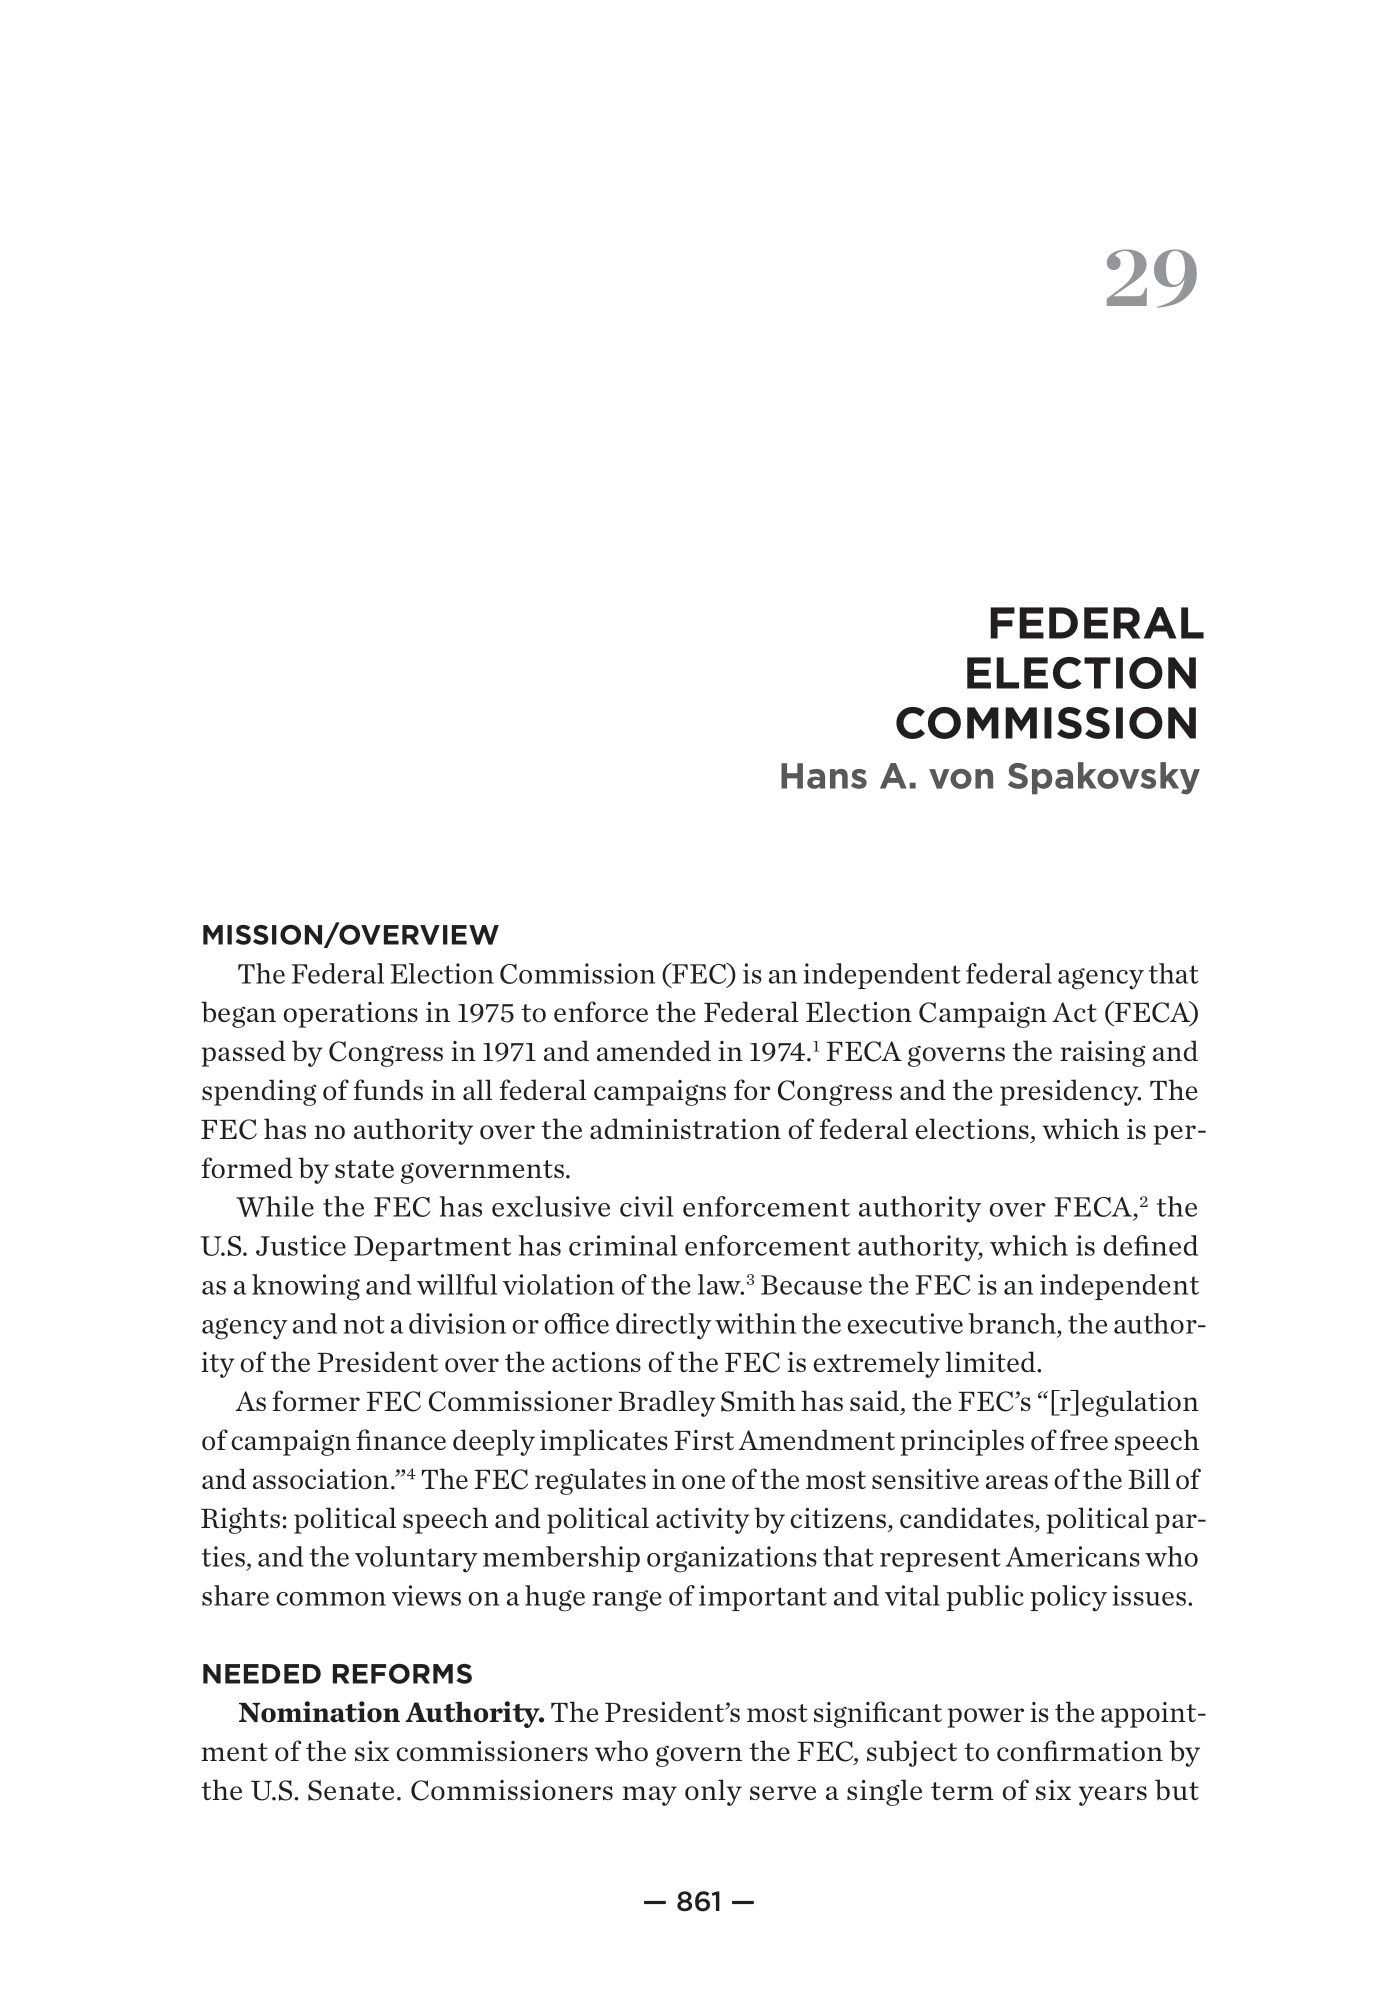 29
FEDERAL
ELECTION
COMMISSION
Hans A. von Spakovsky
MISSION/OVERVIEW
The Federal Election Commission (FEC) is an independent federal agency that
began operations in 1975 to enforce the Federal Election Campaign Act (FECA)
passed by Congress in 1971 and amended in 1974.¹ FECA governs the raising and
spending of funds in all federal campaigns for Congress and the presidency. The
FEC has no authority over the administration of federal elections, which is per-
formed by state governments.
While the FEC has exclusive civil enforcement authority over FECA,² the
U.S. Justice Department has criminal enforcement authority, which is defined
as a knowing and willful violation of the law.³ Because the FEC is an independent
agency and not a division or office directly within the executive branch, the author-
ity of the President over the actions of the FEC is extremely limited.
As former FEC Commissioner Bradley Smith has said, the FEC’s “[r]egulation
of campaign finance deeply implicates First Amendment principles of free speech
and association.”⁴ The FEC regulates in one of the most sensitive areas of the Bill of
Rights: political speech and political activity by citizens, candidates, political par-
ties, and the voluntary membership organizations that represent Americans who
share common views on a huge range of important and vital public policy issues.
NEEDED REFORMS
Nomination Authority. The President’s most significant power is the appoint-
ment of the six commissioners who govern the FEC, subject to confirmation by
the U.S. Senate. Commissioners may only serve a single term of six years but
— 861 —